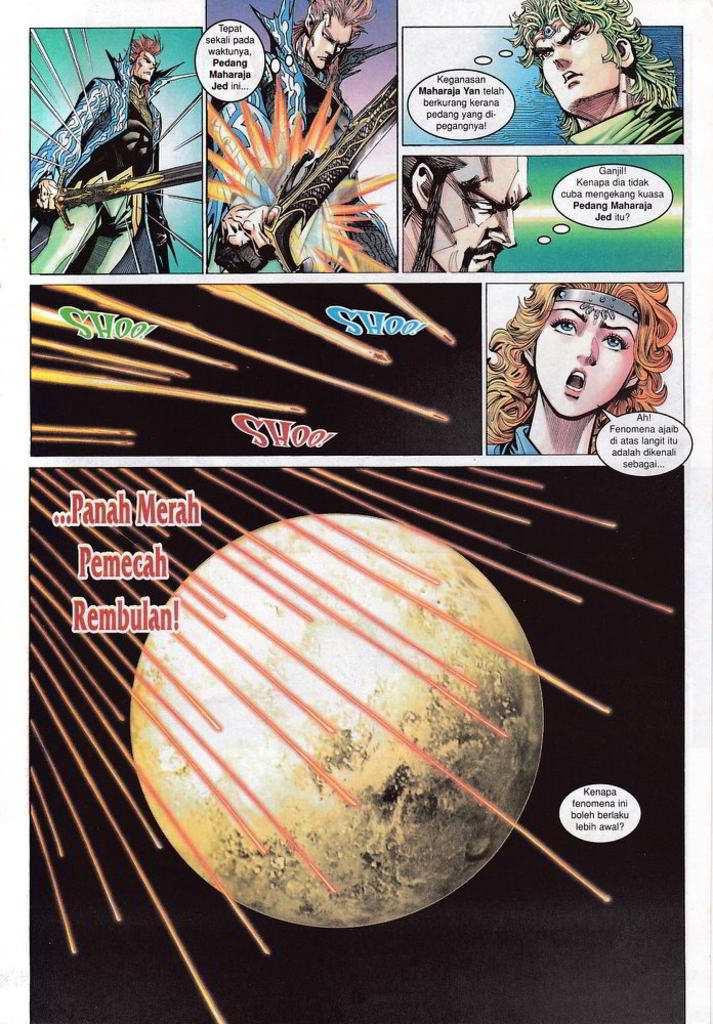 Tepat
sekali pada
waktunya,
Pedang
Maharaja
Jed ini...
Keganasan
Maharaja Yan telah
berkurang kerana
pedang yang di-
pegangnya!
Ganjil!
Kenapa dia tidak
cuba mengekang kuasa
Pedang Maharaja
Jed itu?
SHOO!
SHOO!
SHOO!
Ah!
Fenomena ajaib
di atas langit itu
adalah dikenali
sebagai...
...Panah Merah
Pemecah
Rembulan!
Kenapa
fenomena ini
boleh berlaku
lebih awal?